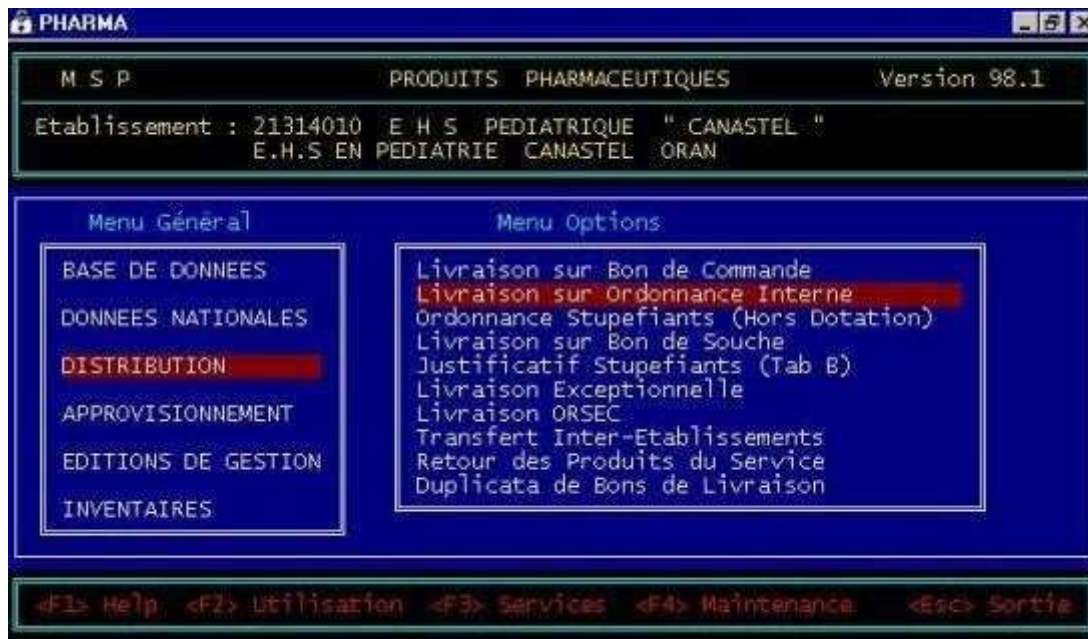 PHARMA
M S P PRODUITS PHARMACEUTIQUES Version 98.1
Etablissement : 21314010 E H S PEDIATRIQUE " CANASTEL "
E.H.S EN PEDIATRIE CANASTEL ORAN
Menu Général
BASE DE DONNEES
DONNEES NATIONALES
DISTRIBUTION
APPROVISIONNEMENT
EDITIONS DE GESTION
INVENTAIRES
Menu Options
Livraison sur Bon de Commande
Livraison sur Ordonnance Interne
Ordonnance Stupefiants (Hors Dotation)
Livraison sur Bon de Souche
Justificatif Stupefiants (Tab B)
Livraison Exceptionnelle
Livraison ORSEC
Transfert Inter-Etablissements
Retour des Produits du Service
Duplicata de Bons de Livraison
<F1> Help <F2> Utilisation <F3> Services <F4> Maintenance <Esc> Sortie